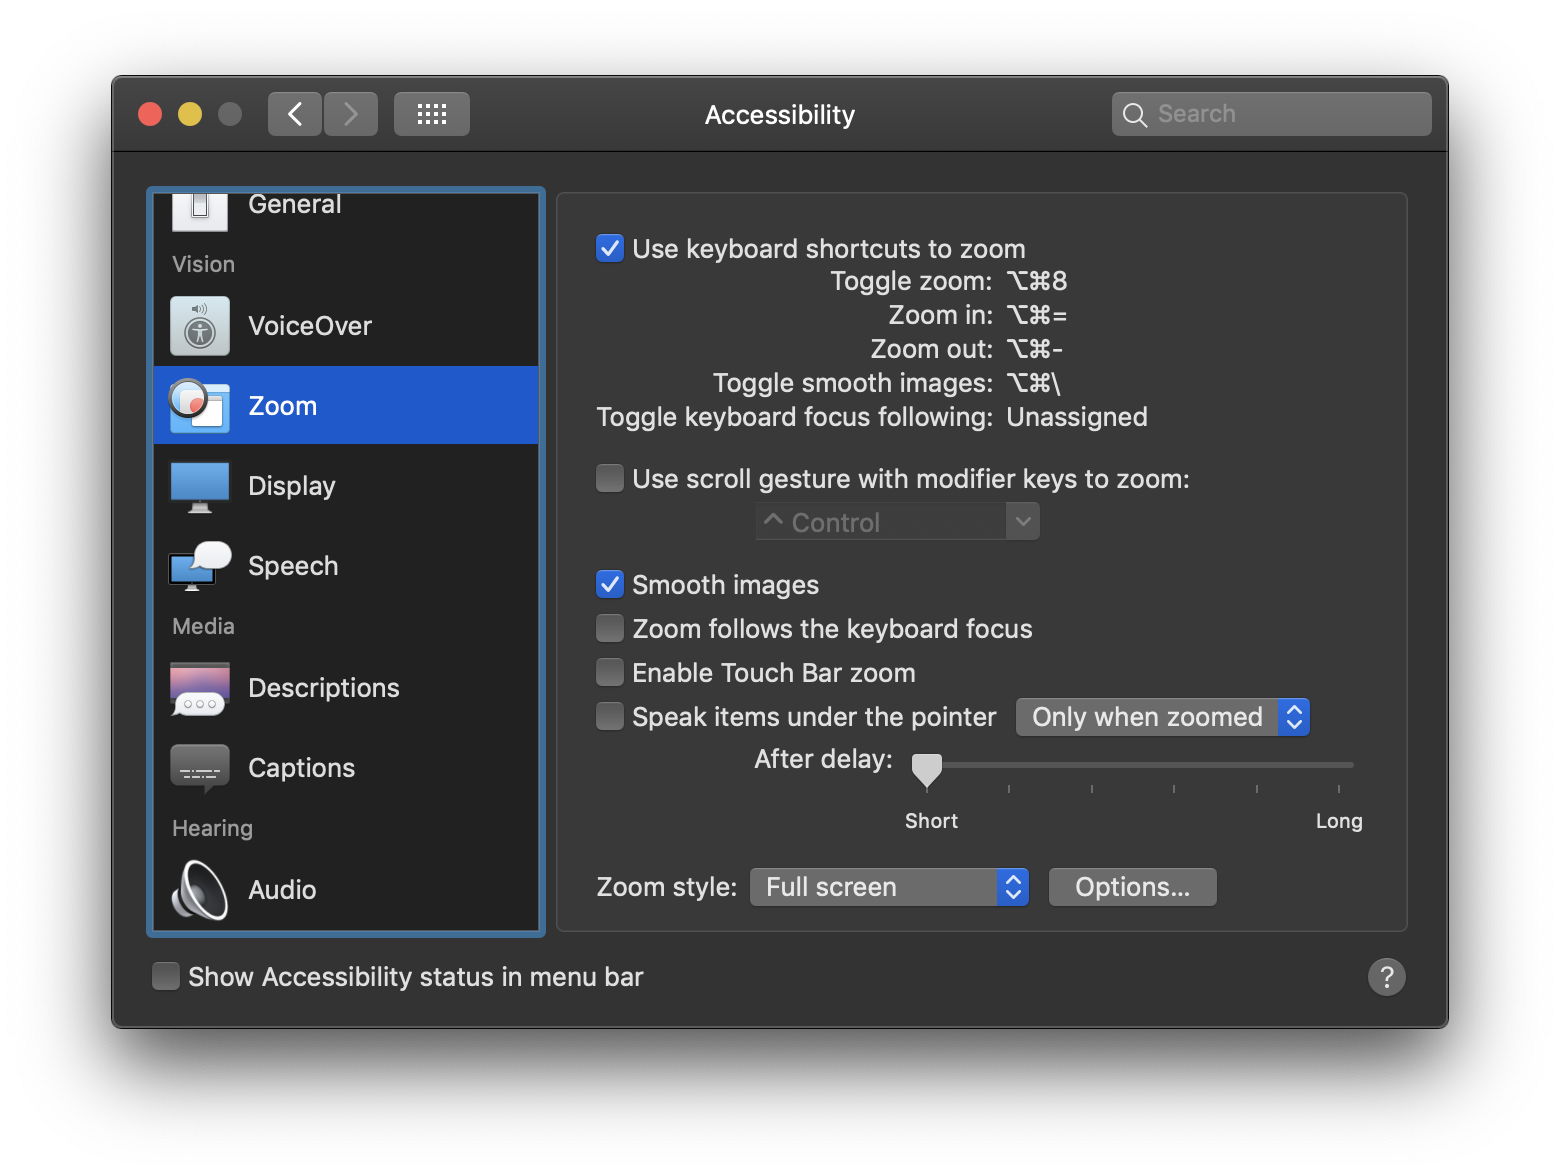 Accessibility
Search
General
Vision
VoiceOver
Zoom
Display
Speech
Media
Descriptions
Captions
Hearing
Audio
Use keyboard shortcuts to zoom
Toggle zoom: ⌥⌘8
Zoom in: ⌥⌘=
Zoom out: ⌥⌘-
Toggle smooth images: ⌥⌘\
Toggle keyboard focus following: Unassigned
Use scroll gesture with modifier keys to zoom:
^ Control
Smooth images
Zoom follows the keyboard focus
Enable Touch Bar zoom
Speak items under the pointer Only when zoomed
After delay:
Short Long
Zoom style: Full screen Options...
Show Accessibility status in menu bar ?